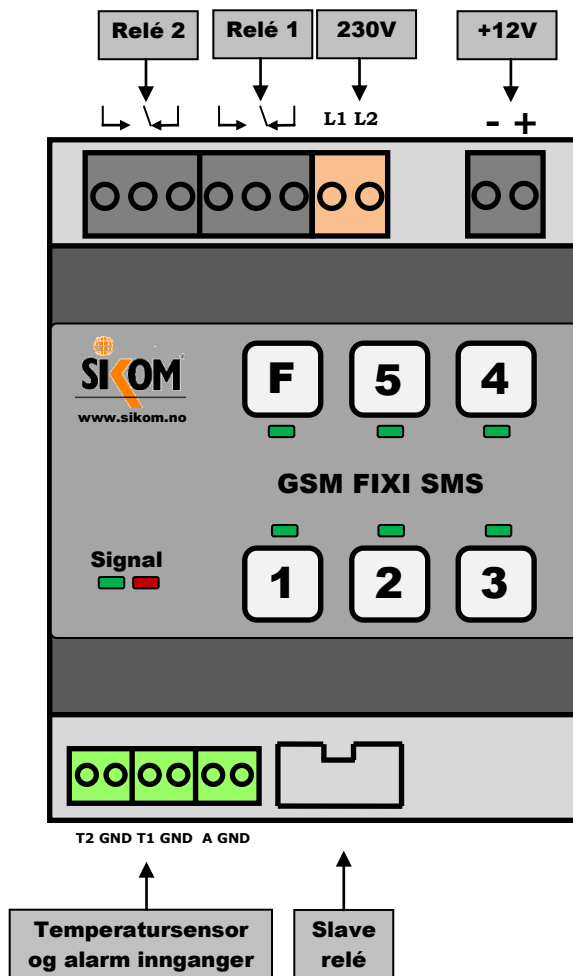 Relé 2 Relé 1 230V +12V
L1 L2 - +
SIKOM
www.sikom.no
F 5 4
GSM FIXI SMS
Signal
1 2 3
T2 GND T1 GND A GND
Temperatursensor
og alarm innganger
Slave
relé